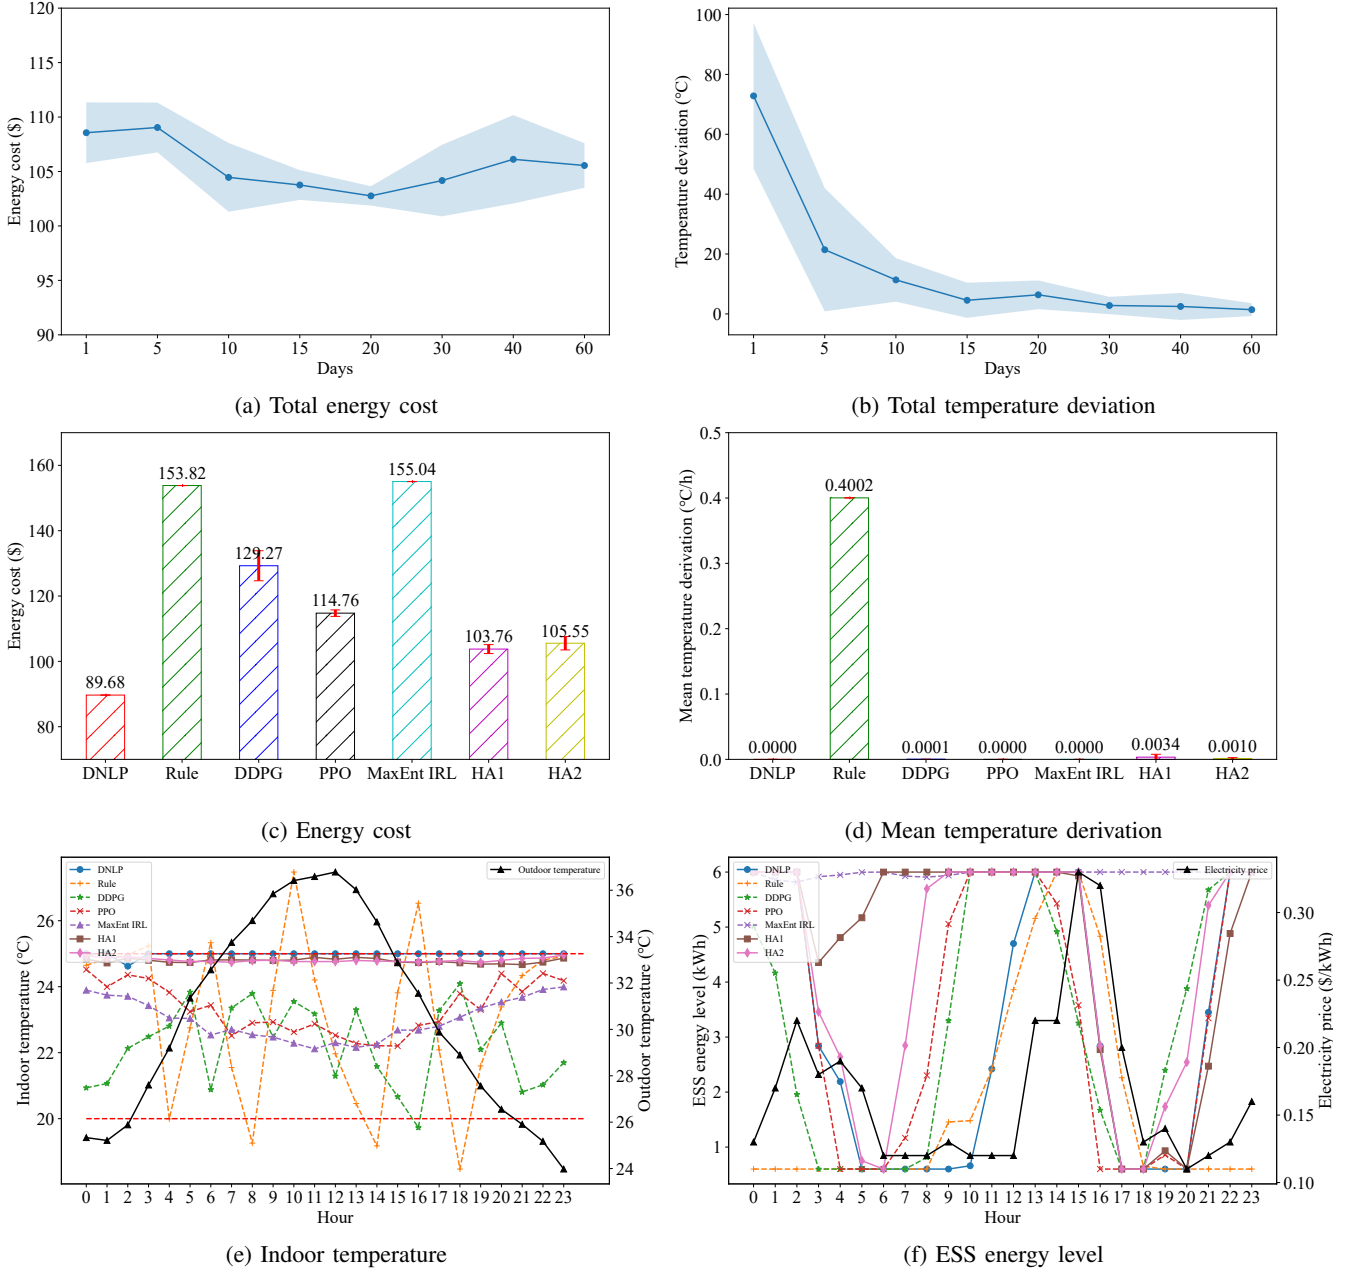 120
115
110
105
100
95
90
Energy cost ($)
1 5 10 15 20 30 40 60
Days
(a) Total energy cost
100
80
60
40
20
0
Temperature deviation (℃)
1 5 10 15 20 30 40 60
Days
(b) Total temperature deviation
160
140
120
100
80
Energy cost ($)
89.68
153.82
129.27
114.76
155.04
103.76
105.55
DNLP Rule DDPG PPO MaxEnt IRL HA1 HA2
(c) Energy cost
0.5
0.4
0.3
0.2
0.1
0.0
Mean temperature derivation (℃/h)
0.0000
0.4002
0.0001
0.0000
0.0000
0.0034
0.0010
DNLP Rule DDPG PPO MaxEnt IRL HA1 HA2
(d) Mean temperature derivation
DNLP
Rule
DDPG
PPO
MaxEnt IRL
HA1
HA2
Outdoor temperature
26
25
24
22
20
Indoor temperature (℃)
36
34
32
30
28
26
24
Outdoor temperature (℃)
0 1 2 3 4 5 6 7 8 9 10 11 12 13 14 15 16 17 18 19 20 21 22 23
Hour
(e) Indoor temperature
DNLP
Rule
DDPG
PPO
MaxEnt IRL
HA1
HA2
Electricity price
6
5
4
3
2
1
ESS energy level (kWh)
0.30
0.25
0.20
0.15
0.10
Electricity price ($/kWh)
0 1 2 3 4 5 6 7 8 9 10 11 12 13 14 15 16 17 18 19 20 21 22 23
Hour
(f) ESS energy level